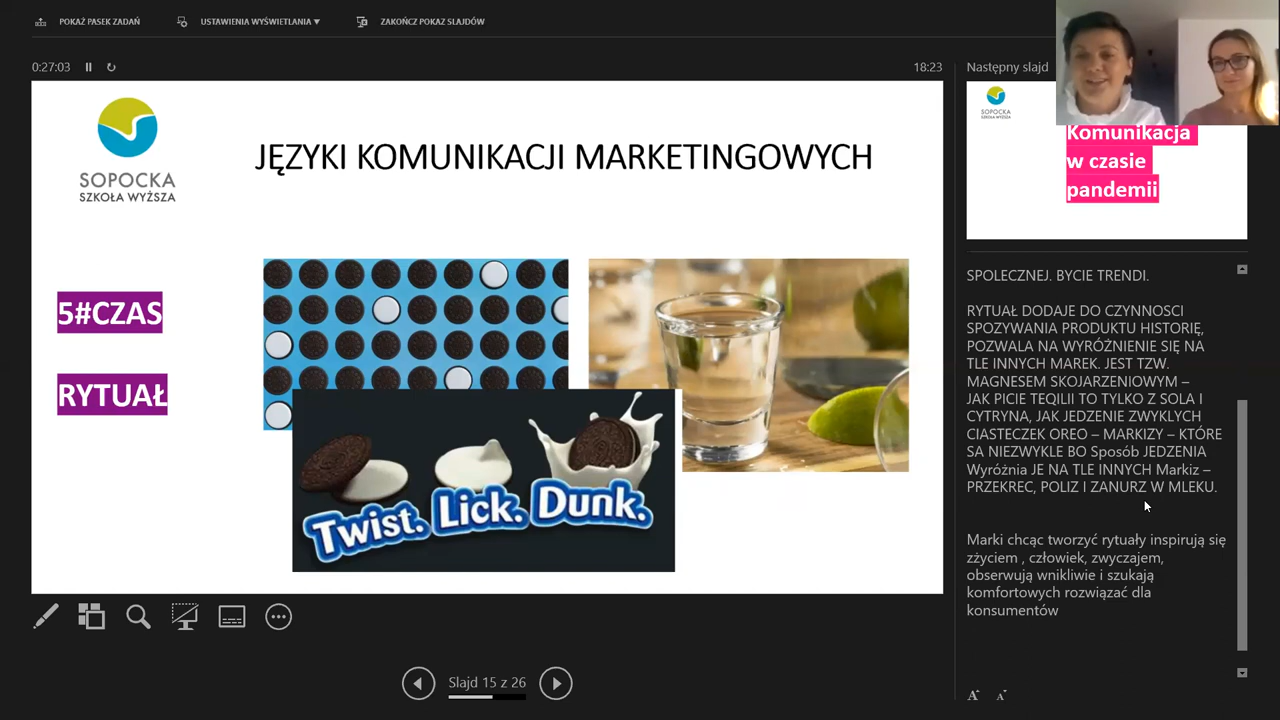 POKAŻ PASEK ZADAŃ
USTAWIENIA WYŚWIETLANIA
ZAKOŃCZ POKAZ SLAJDÓW
0:27:03
18:23
SOPOCKA
SZKOŁA WYŻSZA
JĘZYKI KOMUNIKACJI MARKETINGOWYCH
5#CZAS
RYTUAŁ
Twist. Lick. Dunk.
Slajd 15 z 26
Następny slajd
SOPOCKA
SZKOŁA WYŻSZA
Komunikacja
w czasie
pandemii
SPOLECZNEJ. BYCIE TRENDI.
RYTUAŁ DODAJE DO CZYNNOSCI
SPOZYWANIA PRODUKTU HISTORIĘ,
POZWALA NA WYRÓŻNIENIE SIĘ NA
TLE INNYCH MAREK. JEST TZW.
MAGNESEM SKOJARZENIOWYM –
JAK PICIE TEQILII TO TYLKO Z SOLA I
CYTRYNA, JAK JEDZENIE ZWYKLYCH
CIASTECZEK OREO – MARKIZY – KTÓRE
SA NIEZWYKLE BO Sposób JEDZENIA
Wyróżnia JE NA TLE INNYCH Markiz –
PRZEKREC, POLIZ I ZANURZ W MLEKU.
Marki chcąc tworzyć rytuały inspirują się
zżyciem , człowiek, zwyczajem,
obserwują wnikliwie i szukają
komfortowych rozwiązać dla
konsumentów
A A